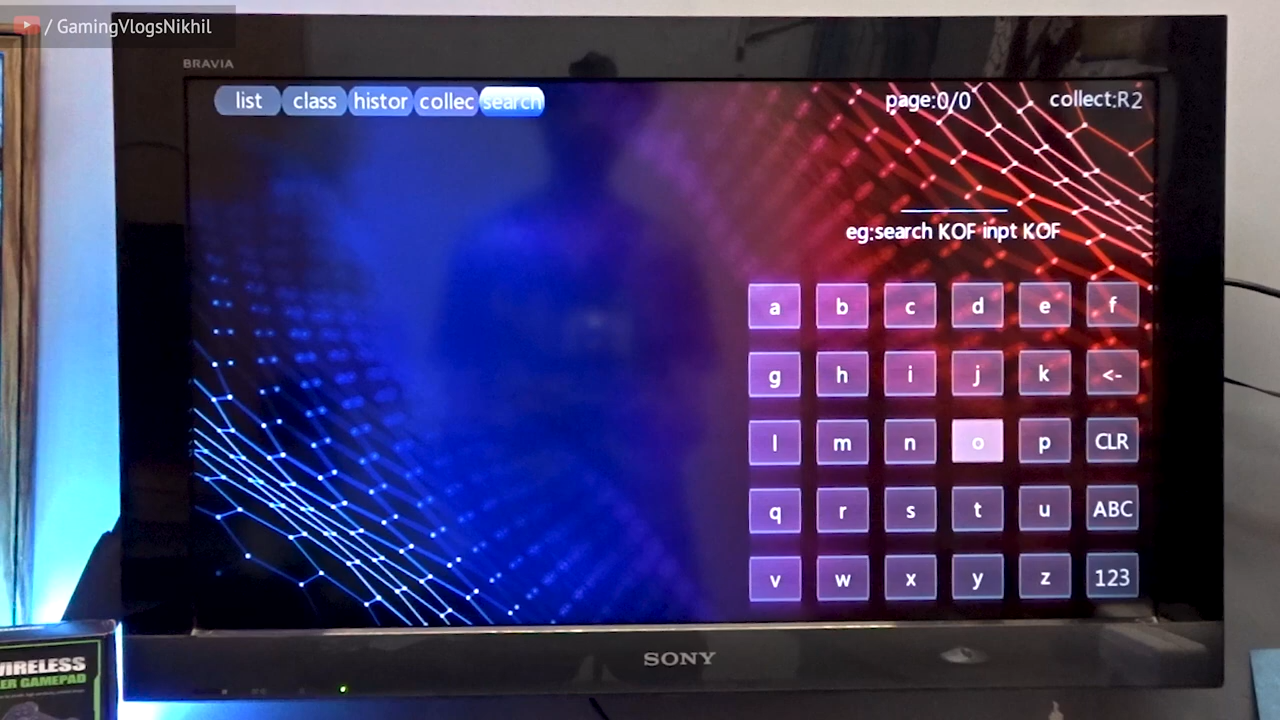 / GamingVlogsNikhil
BRAVIA
list class histor collec search page:0/0 collect:R2
eg:search KOF inpt KOF
a b c d e f
g h i j k <-
l m n o p CLR
q r s t u ABC
v w x y z 123
SONY
WIRELESS
ER GAMEPAD